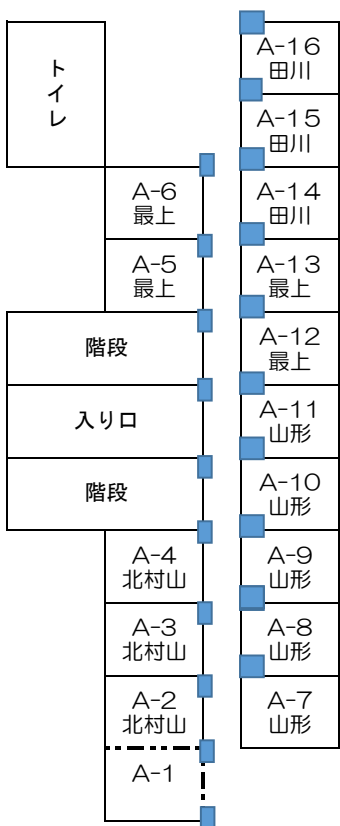 トイレ
A-6
最上
A-5
最上
階段
入り口
階段
A-4
北村山
A-3
北村山
A-2
北村山
A-1
A-16
田川
A-15
田川
A-14
田川
A-13
最上
A-12
最上
A-11
山形
A-10
山形
A-9
山形
A-8
山形
A-7
山形